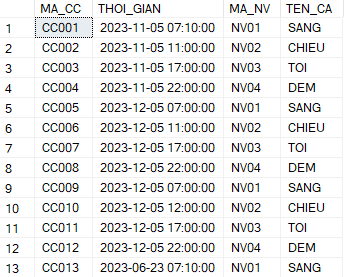 MA_CC THOI_GIAN MA_NV TEN_CA
1 CC001 2023-11-05 07:10:00 NV01 SANG
2 CC002 2023-11-05 11:00:00 NV02 CHIEU
3 CC003 2023-11-05 17:00:00 NV03 TOI
4 CC004 2023-11-05 22:00:00 NV04 DEM
5 CC005 2023-12-05 07:00:00 NV01 SANG
6 CC006 2023-12-05 11:00:00 NV02 CHIEU
7 CC007 2023-12-05 17:00:00 NV03 TOI
8 CC008 2023-12-05 22:00:00 NV04 DEM
9 CC009 2023-12-05 07:00:00 NV01 SANG
10 CC010 2023-12-05 12:00:00 NV02 CHIEU
11 CC011 2023-12-05 17:00:00 NV03 TOI
12 CC012 2023-12-05 22:00:00 NV04 DEM
13 CC013 2023-06-23 07:10:00 NV01 SANG